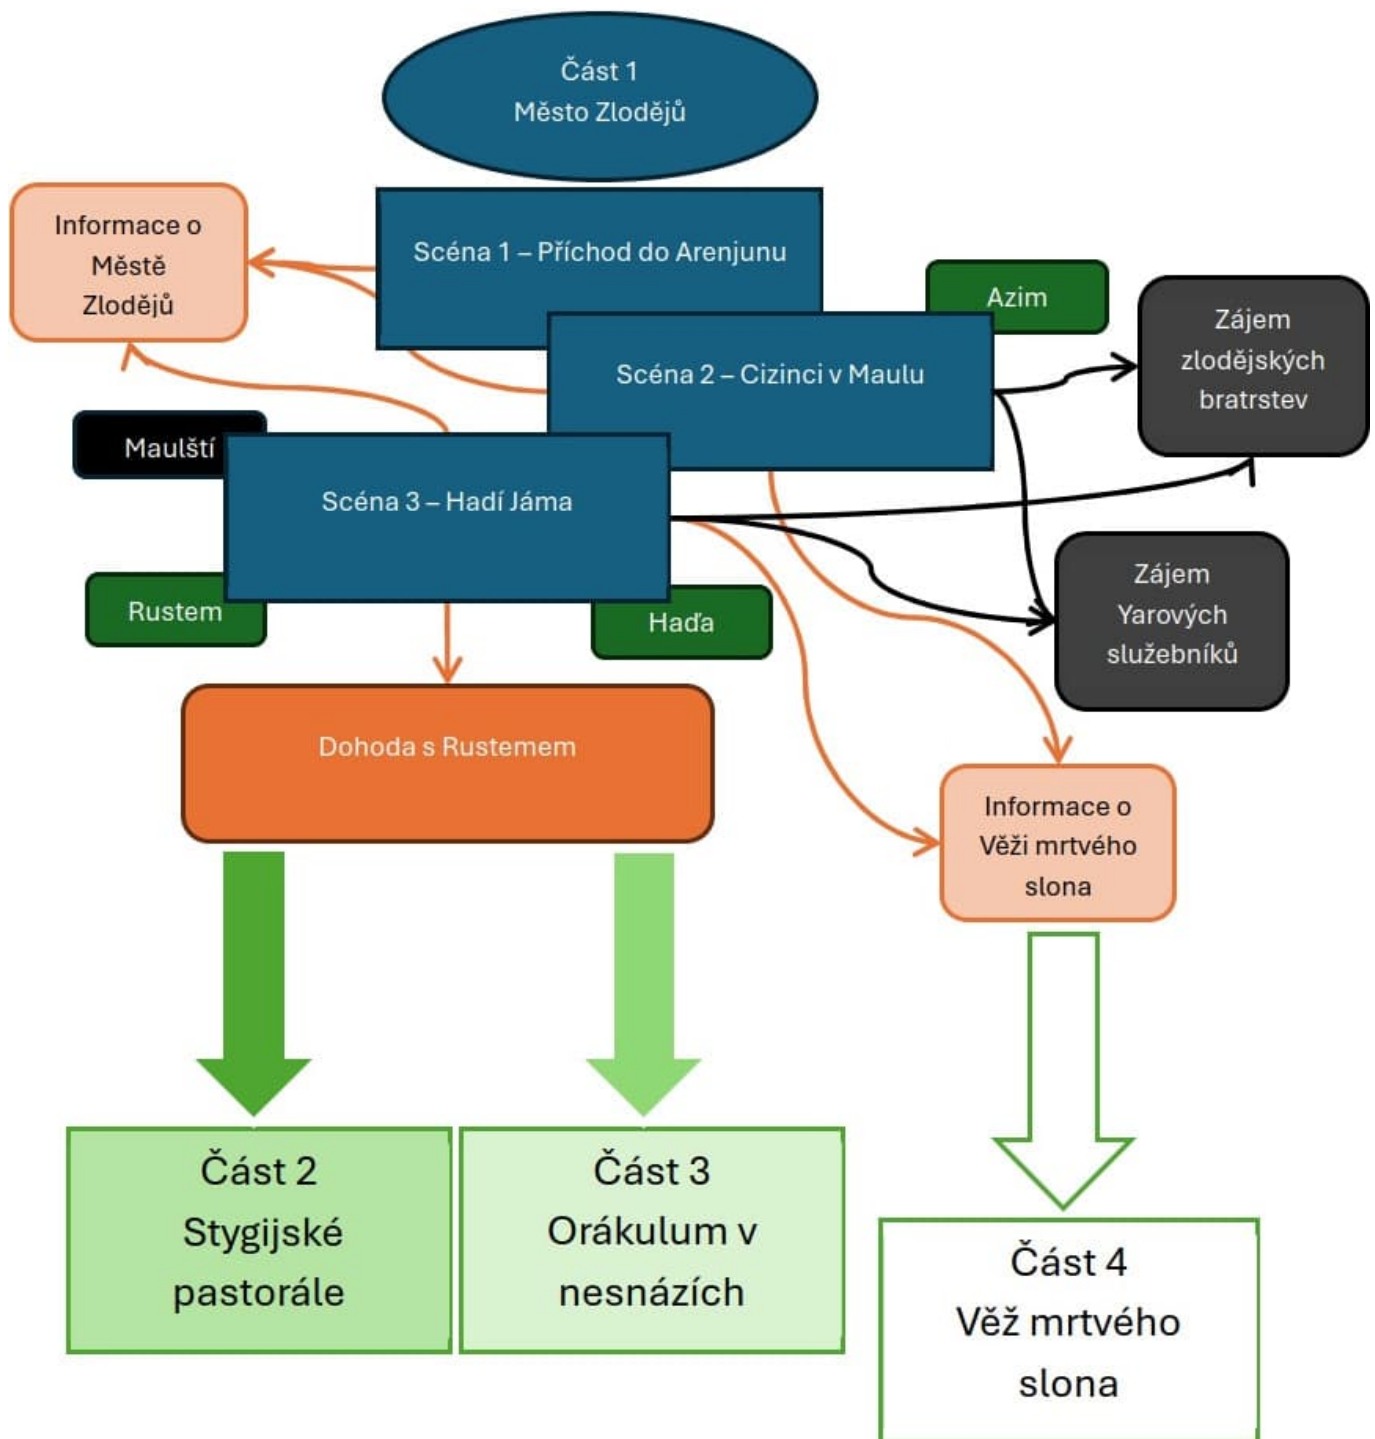 Část 1
Město Zlodějů
Informace o
Městě
Zlodějů
Scéna 1 – Příchod do Arenjunu
Azim
Zájem
zlodějských
bratrstev
Scéna 2 – Cizinci v Maulu
Maulští
Scéna 3 – Hadí Jáma
Zájem
Yarových
služebníků
Rustem
Haďa
Dohoda s Rustemem
Informace o
Věži mrtvého
slona
Část 2
Stygijské
pastorále
Část 3
Orákulum v
nesnázích
Část 4
Věž mrtvého
slona